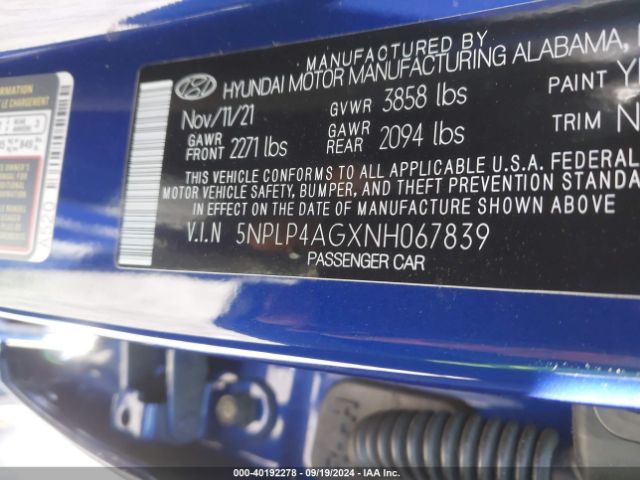 MANUFACTURED BY
HYUNDAI MOTOR MANUFACTURING ALABAMA,
Nov/11/21
GVWR 3858 lbs
PAINT
GAWR FRONT 2271 lbs
GAWR REAR 2094 lbs
TRIM
THIS VEHICLE CONFORMS TO ALL APPLICABLE U.S.A. FEDERAL
MOTOR VEHICLE SAFETY, BUMPER, AND THEFT PREVENTION STANDA
IN EFFECT ON THE DATE OF MANUFACTURE SHOWN ABOVE.
V.I.N 5NPLP4AGXNH067839
PASSENGER CAR
A520
000-40192278 - 09/19/2024 - IAA Inc.